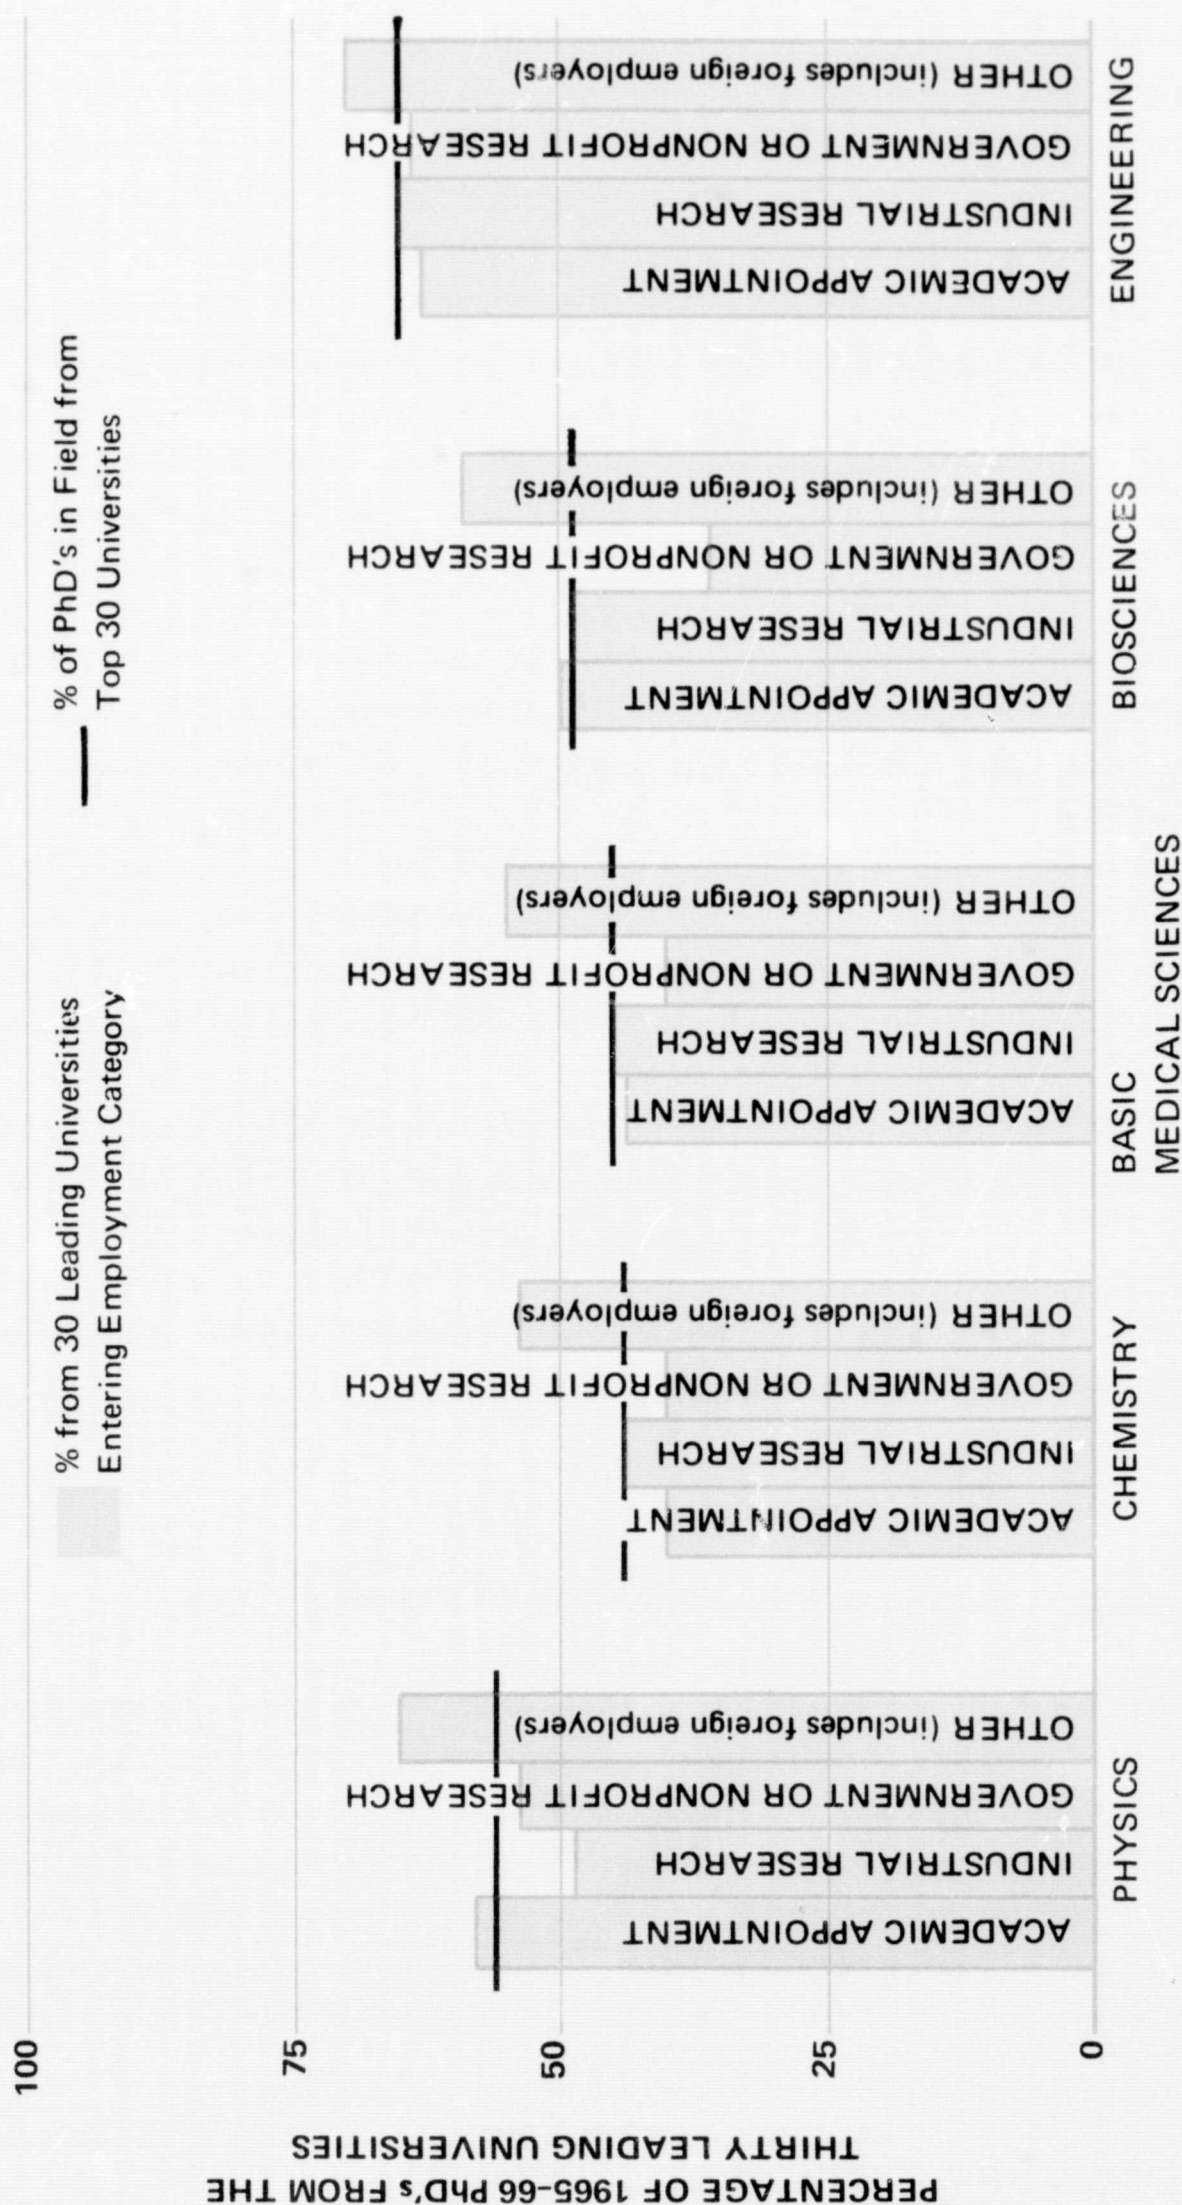 % from 30 Leading Universities
Entering Employment Category
% of PhD's in Field from
Top 30 Universities
PERCENTAGE OF 1965-66 PhD's FROM THE
THIRTY LEADING UNIVERSITIES
100
75
50
25
0
ACADEMIC APPOINTMENT
INDUSTRIAL RESEARCH
GOVERNMENT OR NONPROFIT RESEARCH
OTHER (includes foreign employers)
PHYSICS
ACADEMIC APPOINTMENT
INDUSTRIAL RESEARCH
GOVERNMENT OR NONPROFIT RESEARCH
OTHER (includes foreign employers)
CHEMISTRY
ACADEMIC APPOINTMENT
INDUSTRIAL RESEARCH
GOVERNMENT OR NONPROFIT RESEARCH
OTHER (includes foreign employers)
BASIC
MEDICAL SCIENCES
ACADEMIC APPOINTMENT
INDUSTRIAL RESEARCH
GOVERNMENT OR NONPROFIT RESEARCH
OTHER (includes foreign employers)
BIOSCIENCES
ACADEMIC APPOINTMENT
INDUSTRIAL RESEARCH
GOVERNMENT OR NONPROFIT RESEARCH
OTHER (includes foreign employers)
ENGINEERING